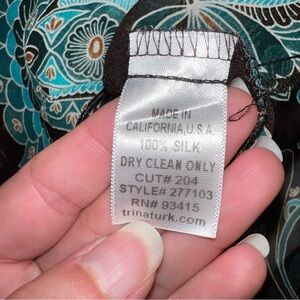 MADE IN
CALIFORNIA, U.S.A.
100% SILK
DRY CLEAN ONLY
CUT# 204
STYLE# 277103
RN# 93415
trinaturk.com